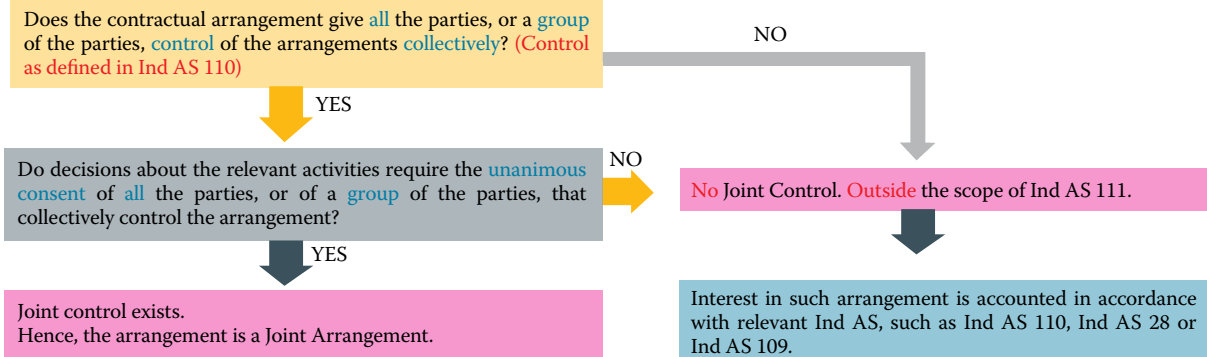 Does the contractual arrangement give all the parties, or a group
of the parties, control of the arrangements collectively? (Control
as defined in Ind AS 110)
NO
YES
Do decisions about the relevant activities require the unanimous
consent of all the parties, or of a group of the parties, that
collectively control the arrangement?
NO
No Joint Control. Outside the scope of Ind AS 111.
YES
Joint control exists.
Hence, the arrangement is a Joint Arrangement.
Interest in such arrangement is accounted in accordance
with relevant Ind AS, such as Ind AS 110, Ind AS 28 or
Ind AS 109.